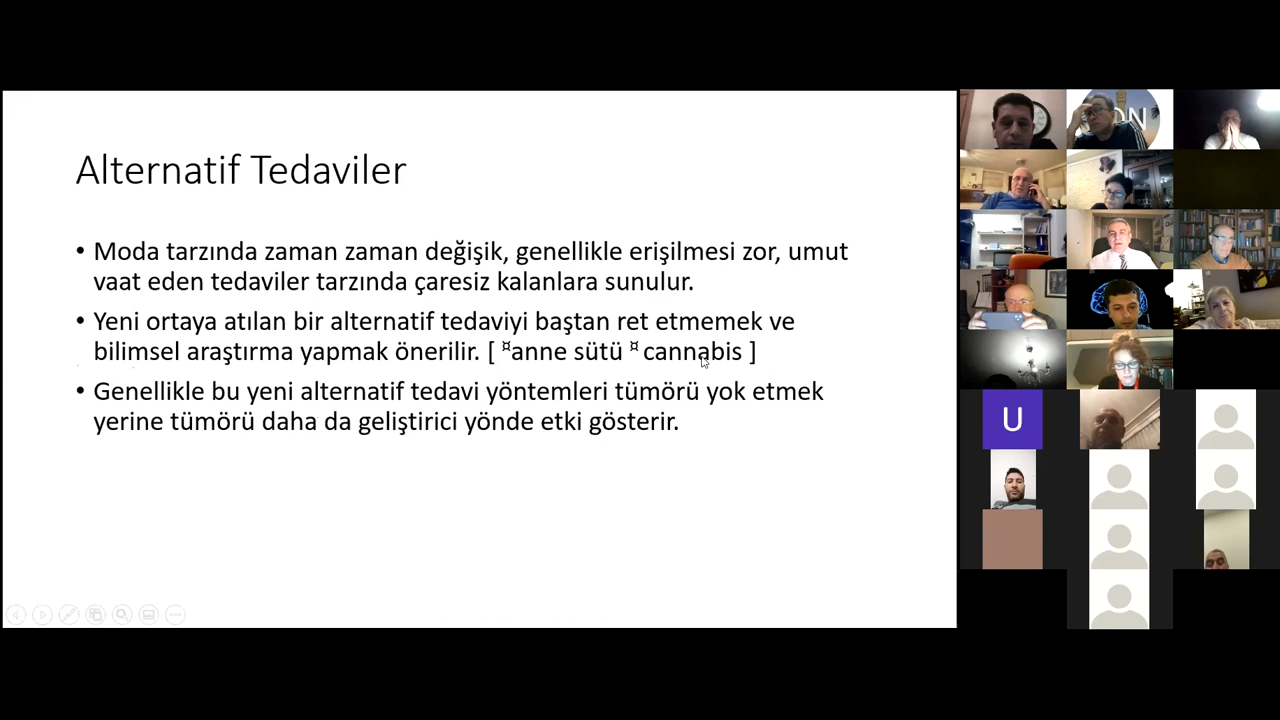 Alternatif Tedaviler
• Moda tarzında zaman zaman değişik, genellikle erişilmesi zor, umut
vaat eden tedaviler tarzında çaresiz kalanlara sunulur.
• Yeni ortaya atılan bir alternatif tedaviyi baştan ret etmemek ve
bilimsel araştırma yapmak önerilir. [ ¤anne sütü ¤ cannabis ]
• Genellikle bu yeni alternatif tedavi yöntemleri tümörü yok etmek
yerine tümörü daha da geliştirici yönde etki gösterir.
U